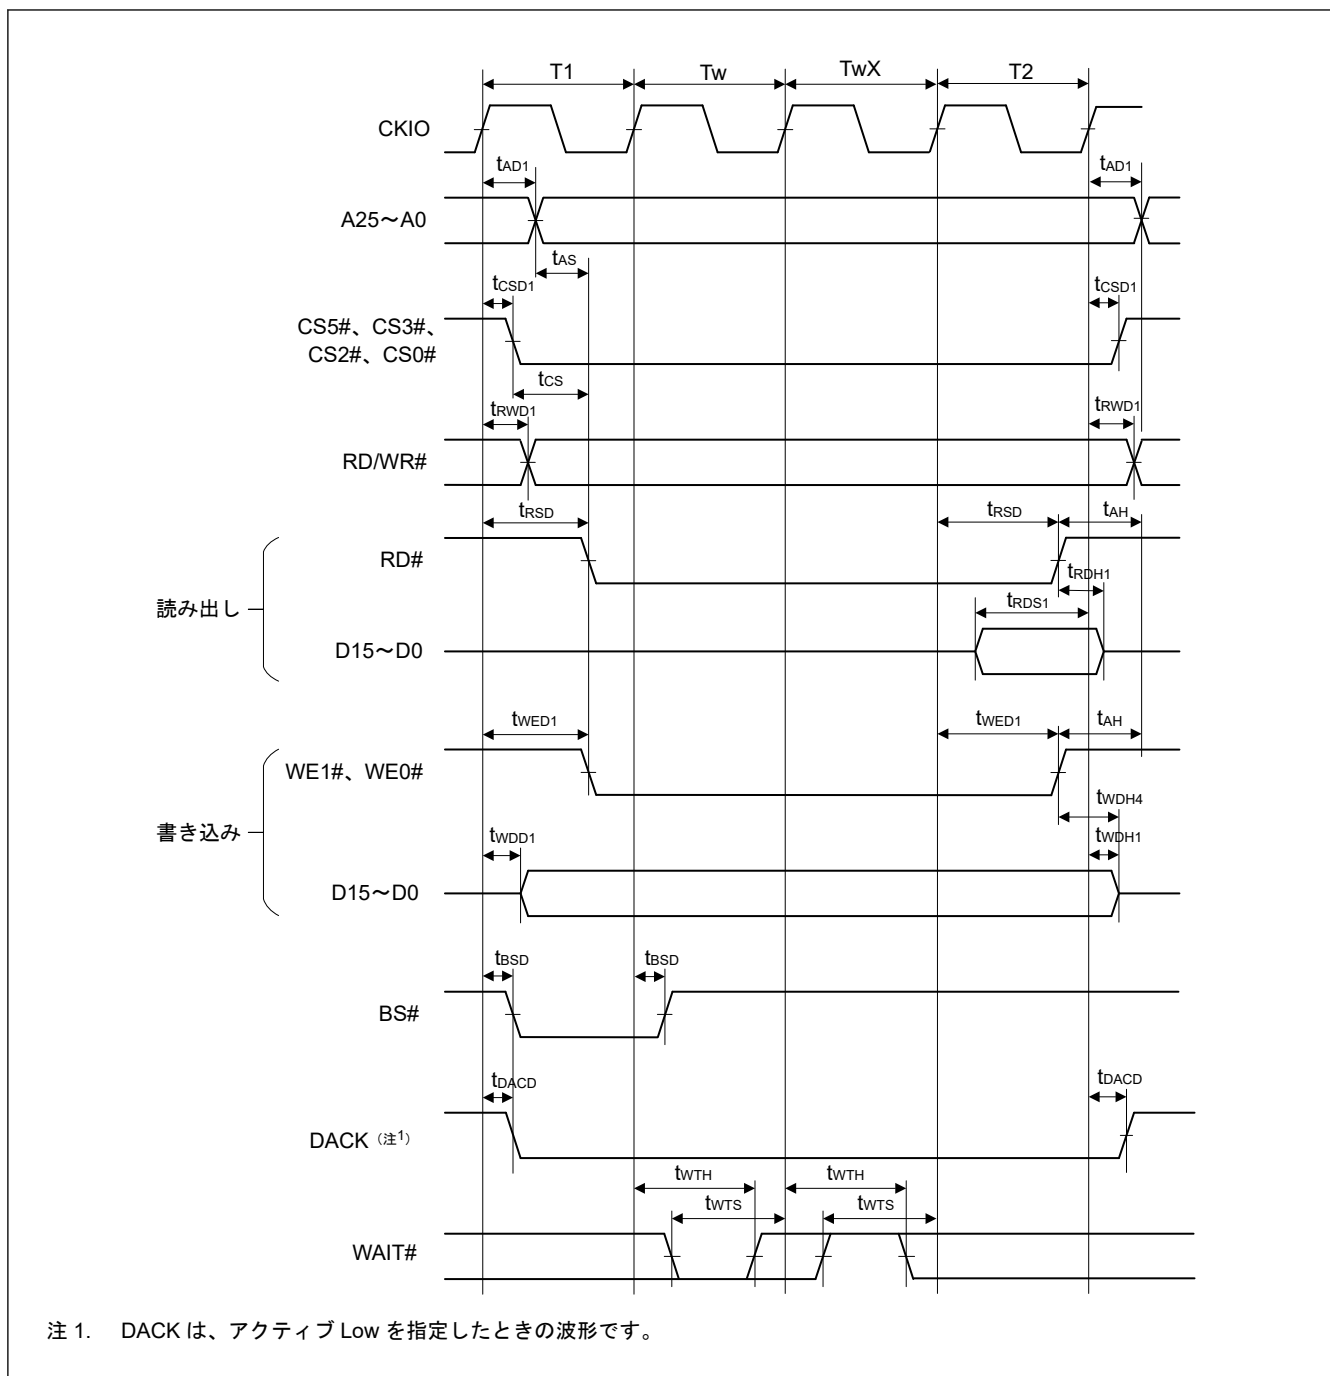 T1 Tw TwX T2
CKIO
tAD1 tAD1
A25～A0
tAS
tCSD1 tCSD1
CS5#、CS3#、
CS2#、CS0#
tCS
tRWD1 tRWD1
RD/WR#
tRSD tRSD tAH
RD#
tRDH1
読み出し
tRDS1
D15～D0
tWED1 tWED1 tAH
WE1#、WE0#
tWDH4
書き込み
tWDD1 tWDH1
D15～D0
tBSD tBSD
BS#
tDACD tDACD
DACK（注1）
tWTH tWTH
tWTS tWTS
WAIT#
注 1. DACK は、アクティブ Low を指定したときの波形です。